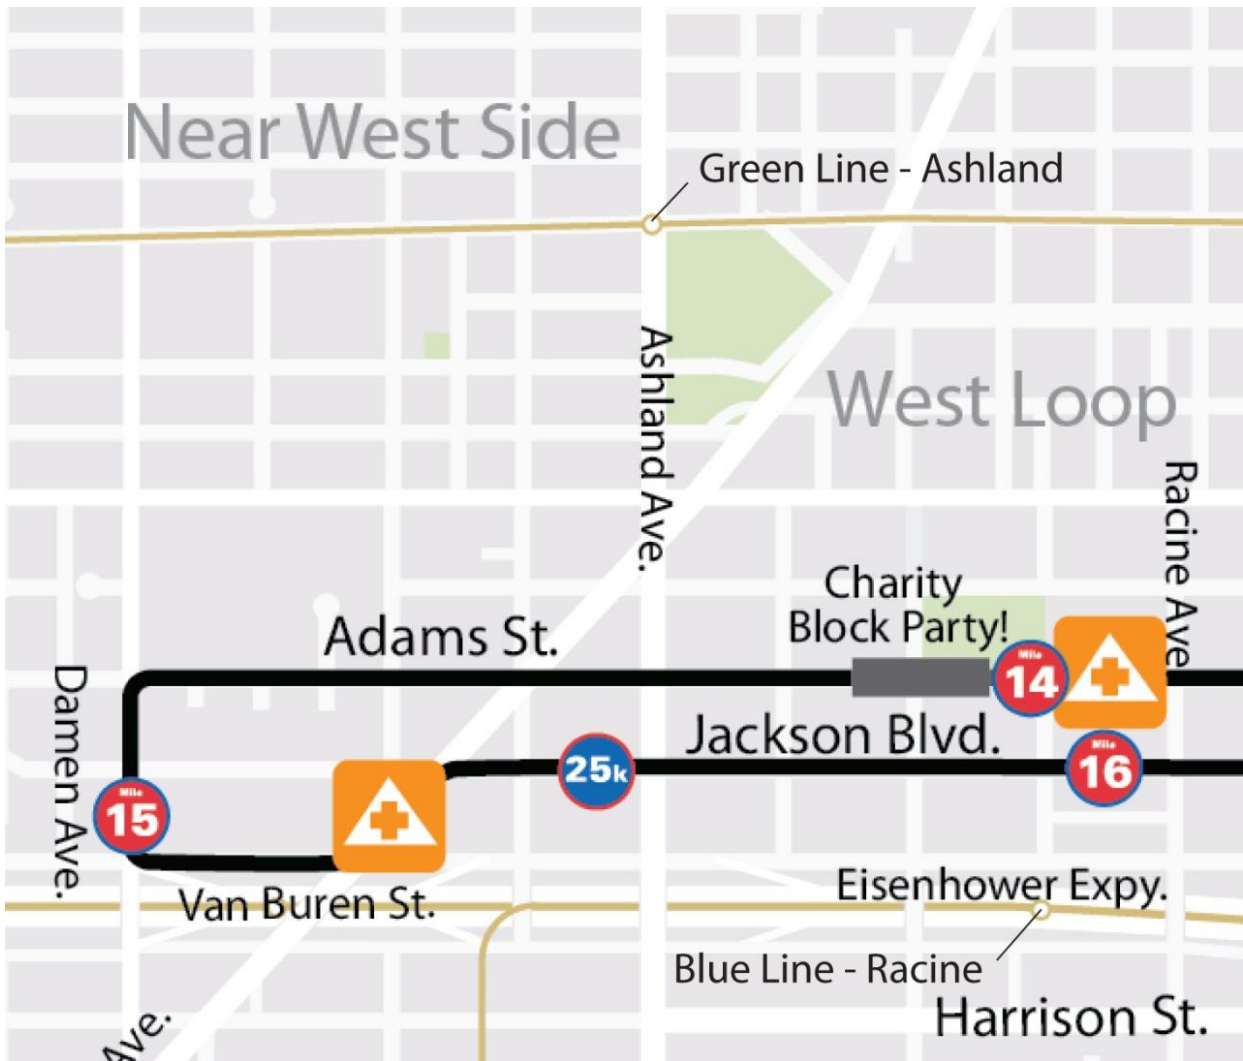 Near West Side
Green Line - Ashland
Ashland Ave.
West Loop
Racine Ave
Charity
Block Party!
Adams St.
Mile
14
Damen Ave.
Jackson Blvd.
25k
Mile
16
Mile
15
Van Buren St.
Eisenhower Expy.
Blue Line - Racine
Harrison St.
Ave.